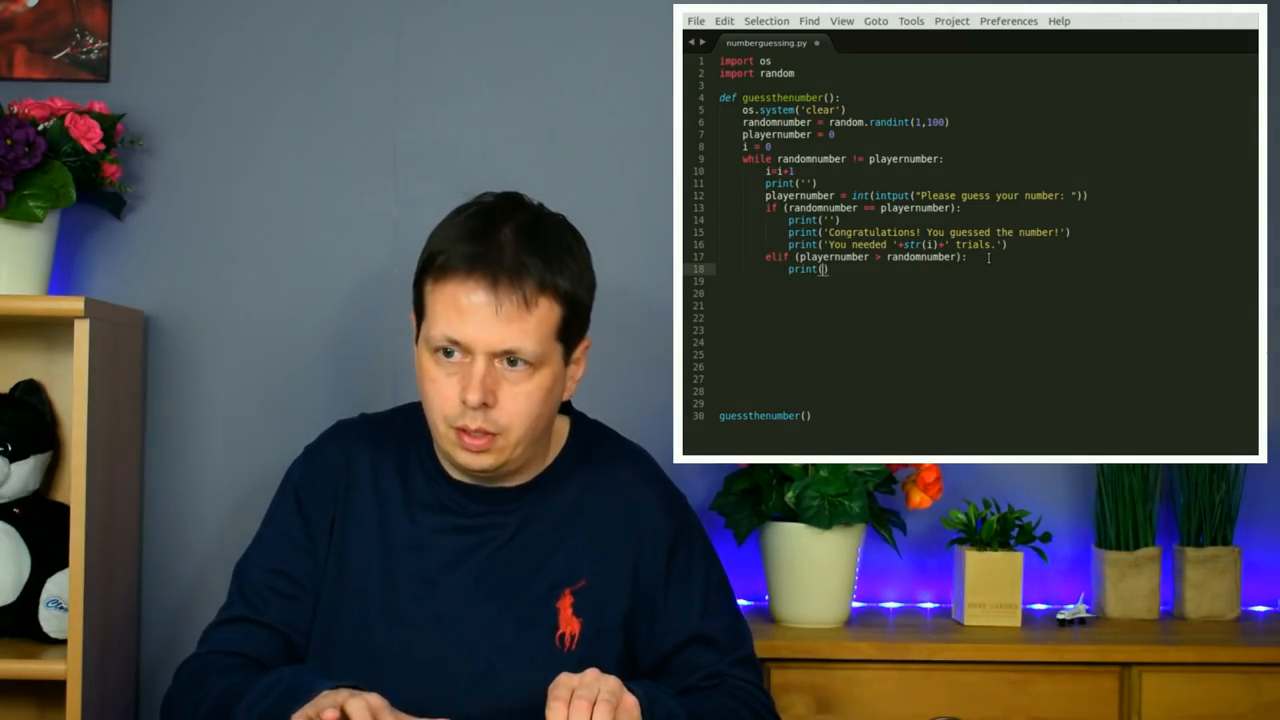 File Edit Selection Find View Goto Tools Project Preferences Help
numberguessing.py
1 import os
2 import random
3
4 def guessthenumber():
5 os.system('clear')
6 randomnumber = random.randint(1,100)
7 playernumber = 0
8 i = 0
9 while randomnumber != playernumber:
10 i=i+1
11 print('')
12 playernumber = int(intput("Please guess your number: "))
13 if (randomnumber == playernumber):
14 print('')
15 print('Congratulations! You guessed the number!')
16 print('You needed '+str(i)+' trials.')
17 elif (playernumber > randomnumber):
18 print()
19
20
21
22
23
24
25
26
27
28
29
30 guessthenumber()